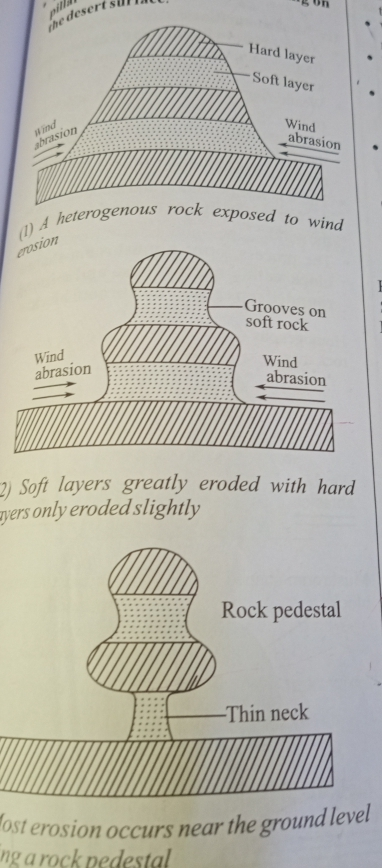 the desert surface.
Hard layer
Soft layer
Wind
abrasion
Wind
abrasion
(1) A heterogenous rock exposed to wind
erosion
Grooves on
soft rock
Wind
abrasion
Wind
abrasion
2) Soft layers greatly eroded with hard
yers only eroded slightly
Rock pedestal
Thin neck
ost erosion occurs near the ground level
ng a rock pedestal